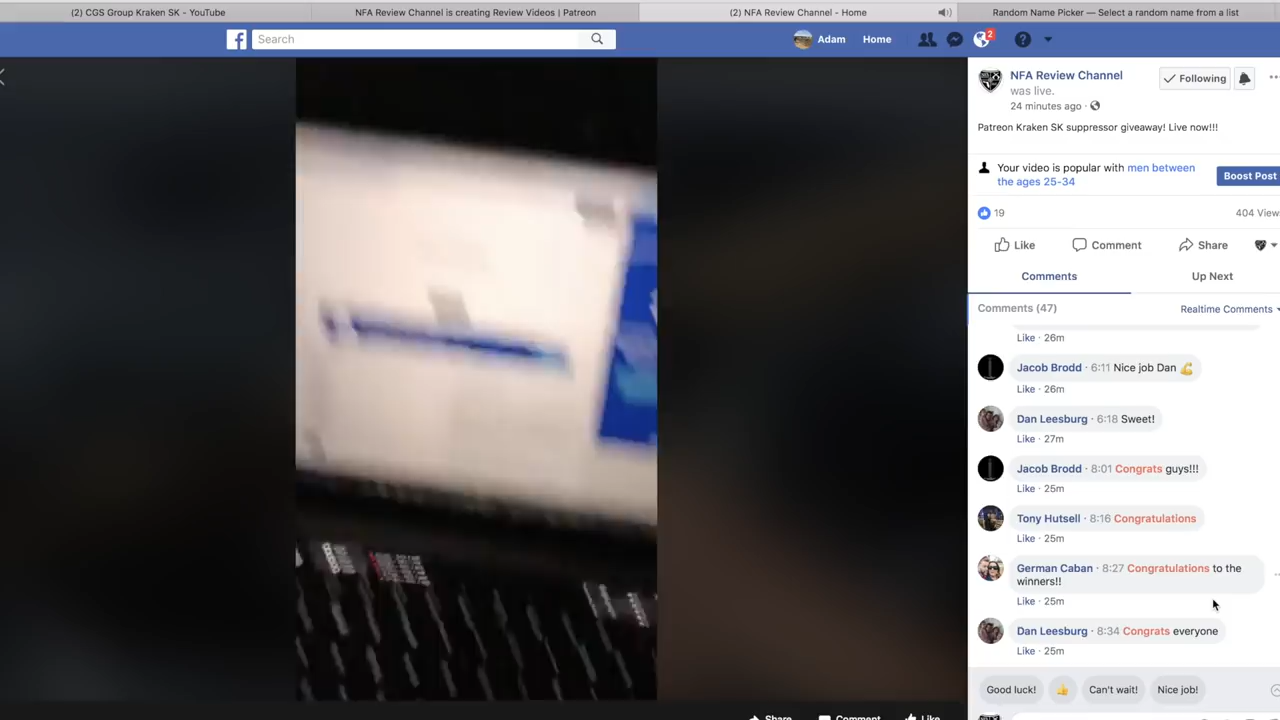 (2) CGS Group Kraken SK - YouTube
NFA Review Channel is creating Review Videos | Patreon
(2) NFA Review Channel - Home
Random Name Picker — Select a random name from a list
Search
Adam
Home
2
NFA Review Channel
was live.
24 minutes ago ·
Following
Patreon Kraken SK suppressor giveaway! Live now!!!
Your video is popular with men between
the ages 25-34
Boost Post
19
404 View
Like
Comment
Share
Comments
Up Next
Comments (47)
Realtime Comments
Like · 26m
Jacob Brodd · 6:11 Nice job Dan 💪
Like · 26m
Dan Leesburg · 6:18 Sweet!
Like · 27m
Jacob Brodd · 8:01 Congrats guys!!!
Like · 25m
Tony Hutsell · 8:16 Congratulations
Like · 25m
German Caban · 8:27 Congratulations to the
winners!!
Like · 25m
Dan Leesburg · 8:34 Congrats everyone
Like · 25m
Good luck!
👍
Can't wait!
Nice job!
Share
Comment
Like